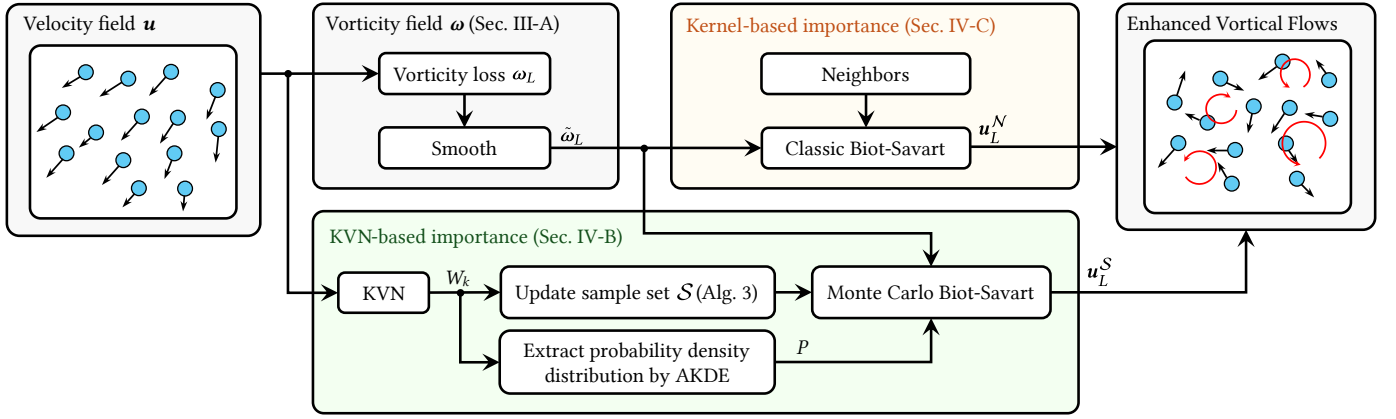 Velocity field 𝒖
Vorticity field 𝝎 (Sec. III-A)
Vorticity loss 𝝎_L
Smooth
𝝎̃_L
Kernel-based importance (Sec. IV-C)
Neighbors
Classic Biot-Savart
𝒖_L^𝒩
Enhanced Vortical Flows
KVN-based importance (Sec. IV-B)
KVN
W_k
Update sample set 𝒮 (Alg. 3)
Monte Carlo Biot-Savart
𝒖_L^𝒮
Extract probability density
distribution by AKDE
P